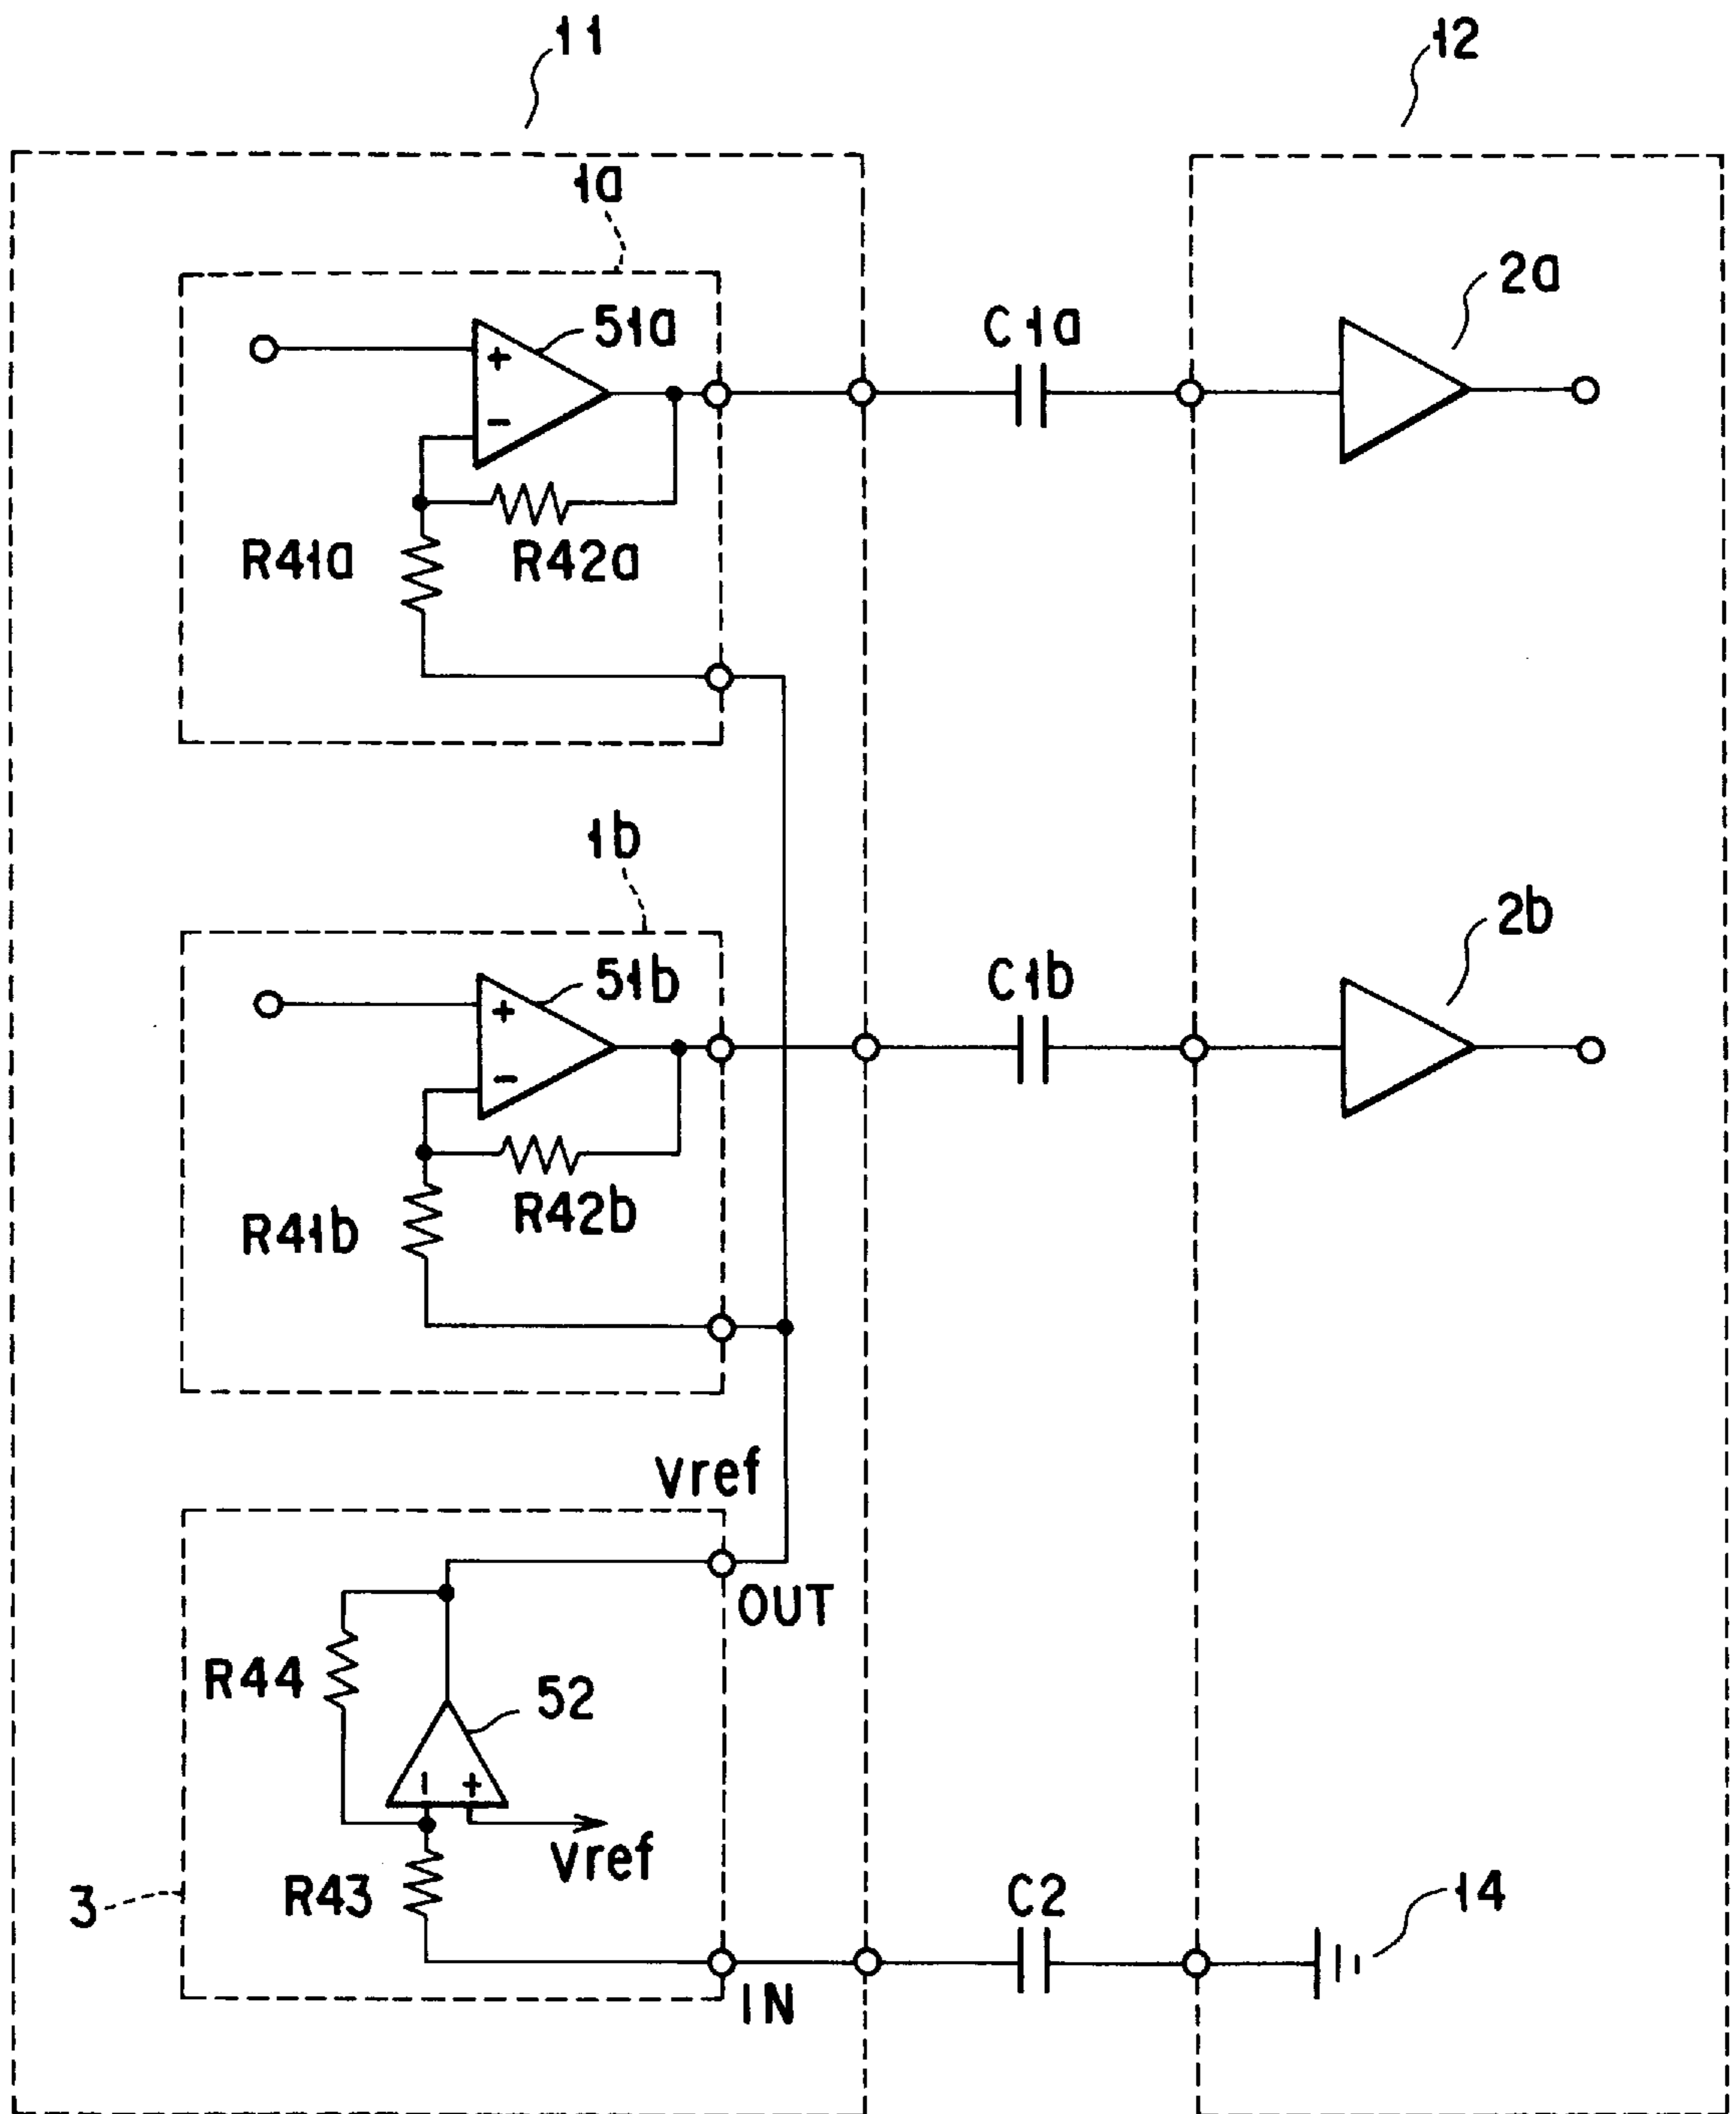 11
12
1a
51a
+
-
C1a
2a
R41a
R42a
1b
51b
+
-
C1b
2b
R41b
R42b
Vref
OUT
R44
52
- +
Vref
R43
3
C2
14
IN